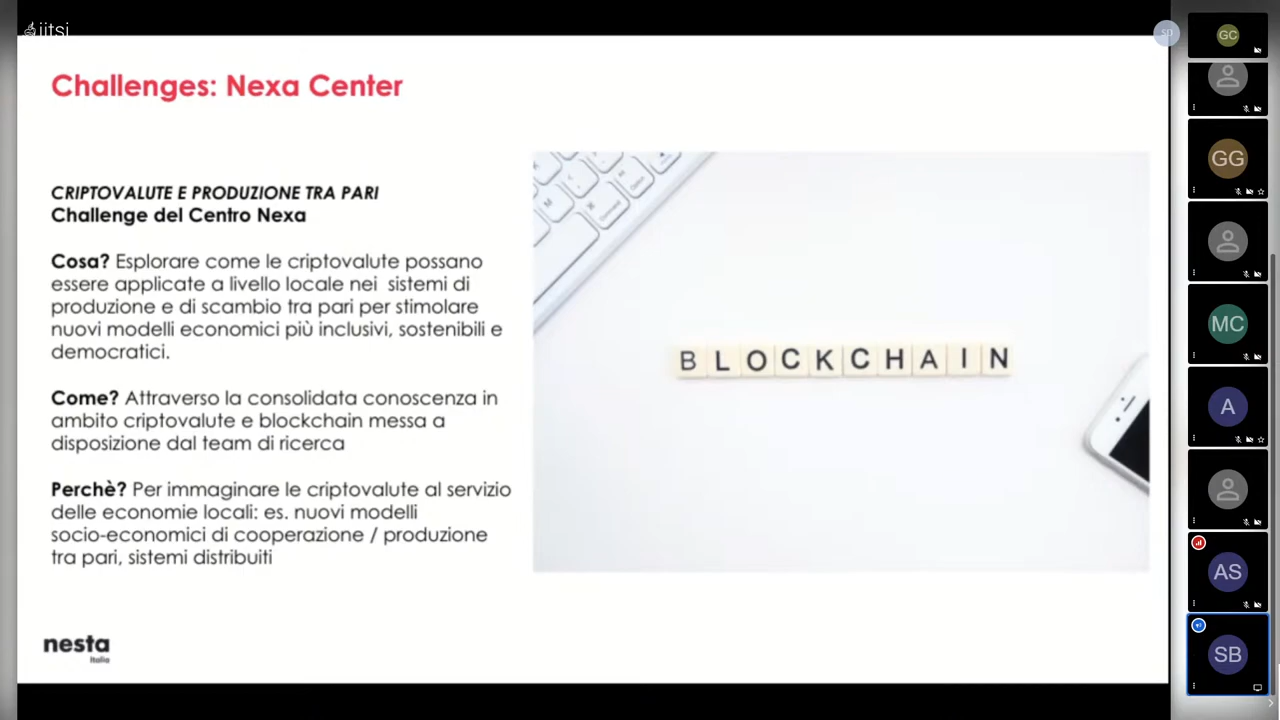 jitsi
Challenges: Nexa Center
CRIPTOVALUTE E PRODUZIONE TRA PARI
Challenge del Centro Nexa
Cosa? Esplorare come le criptovalute possano
essere applicate a livello locale nei sistemi di
produzione e di scambio tra pari per stimolare
nuovi modelli economici più inclusivi, sostenibili e
democratici.
Come? Attraverso la consolidata conoscenza in
ambito criptovalute e blockchain messa a
disposizione dal team di ricerca
Perchè? Per immaginare le criptovalute al servizio
delle economie locali: es. nuovi modelli
socio-economici di cooperazione / produzione
tra pari, sistemi distribuiti
BLOCKCHAIN
nesta
Italia
SD
GC
GG
MC
A
AS
SB